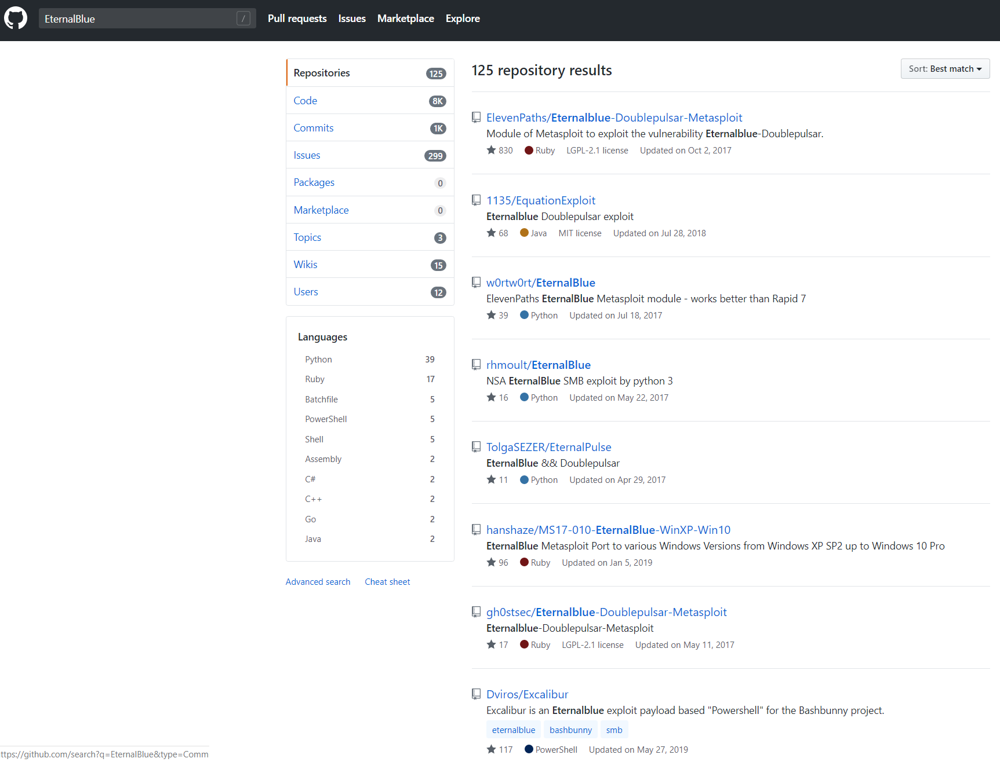 EternalBlue /
Pull requests Issues Marketplace Explore
Repositories 125
Code 8K
Commits 1K
Issues 299
Packages 0
Marketplace 0
Topics 3
Wikis 15
Users 12
Languages
Python 39
Ruby 17
Batchfile 5
PowerShell 5
Shell 5
Assembly 2
C# 2
C++ 2
Go 2
Java 2
Advanced search Cheat sheet
125 repository results
Sort: Best match
ElevenPaths/Eternalblue-Doublepulsar-Metasploit
Module of Metasploit to exploit the vulnerability Eternalblue-Doublepulsar.
830 Ruby LGPL-2.1 license Updated on Oct 2, 2017
1135/EquationExploit
Eternalblue Doublepulsar exploit
68 Java MIT license Updated on Jul 28, 2018
w0rtw0rt/EternalBlue
ElevenPaths EternalBlue Metasploit module - works better than Rapid 7
39 Python Updated on Jul 18, 2017
rhmoult/EternalBlue
NSA EternalBlue SMB exploit by python 3
16 Python Updated on May 22, 2017
TolgaSEZER/EternalPulse
EternalBlue && Doublepulsar
11 Python Updated on Apr 29, 2017
hanshaze/MS17-010-EternalBlue-WinXP-Win10
EternalBlue Metasploit Port to various Windows Versions from Windows XP SP2 up to Windows 10 Pro
96 Ruby Updated on Jan 5, 2019
gh0stsec/Eternalblue-Doublepulsar-Metasploit
Eternalblue-Doublepulsar-Metasploit
17 Ruby LGPL-2.1 license Updated on May 11, 2017
Dviros/Excalibur
Excalibur is an Eternalblue exploit payload based "Powershell" for the Bashbunny project.
eternalblue bashbunny smb
117 PowerShell Updated on May 27, 2019
ttps://github.com/search?q=EternalBlue&type=Comm